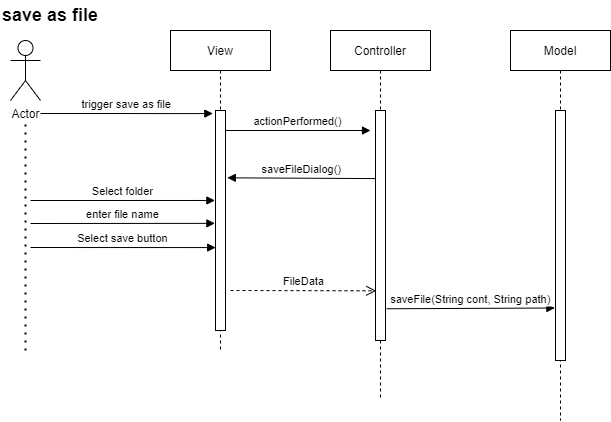 save as file
View
Controller
Model
Actor
trigger save as file
actionPerformed()
saveFileDialog()
Select folder
enter file name
Select save button
FileData
saveFile(String cont, String path)